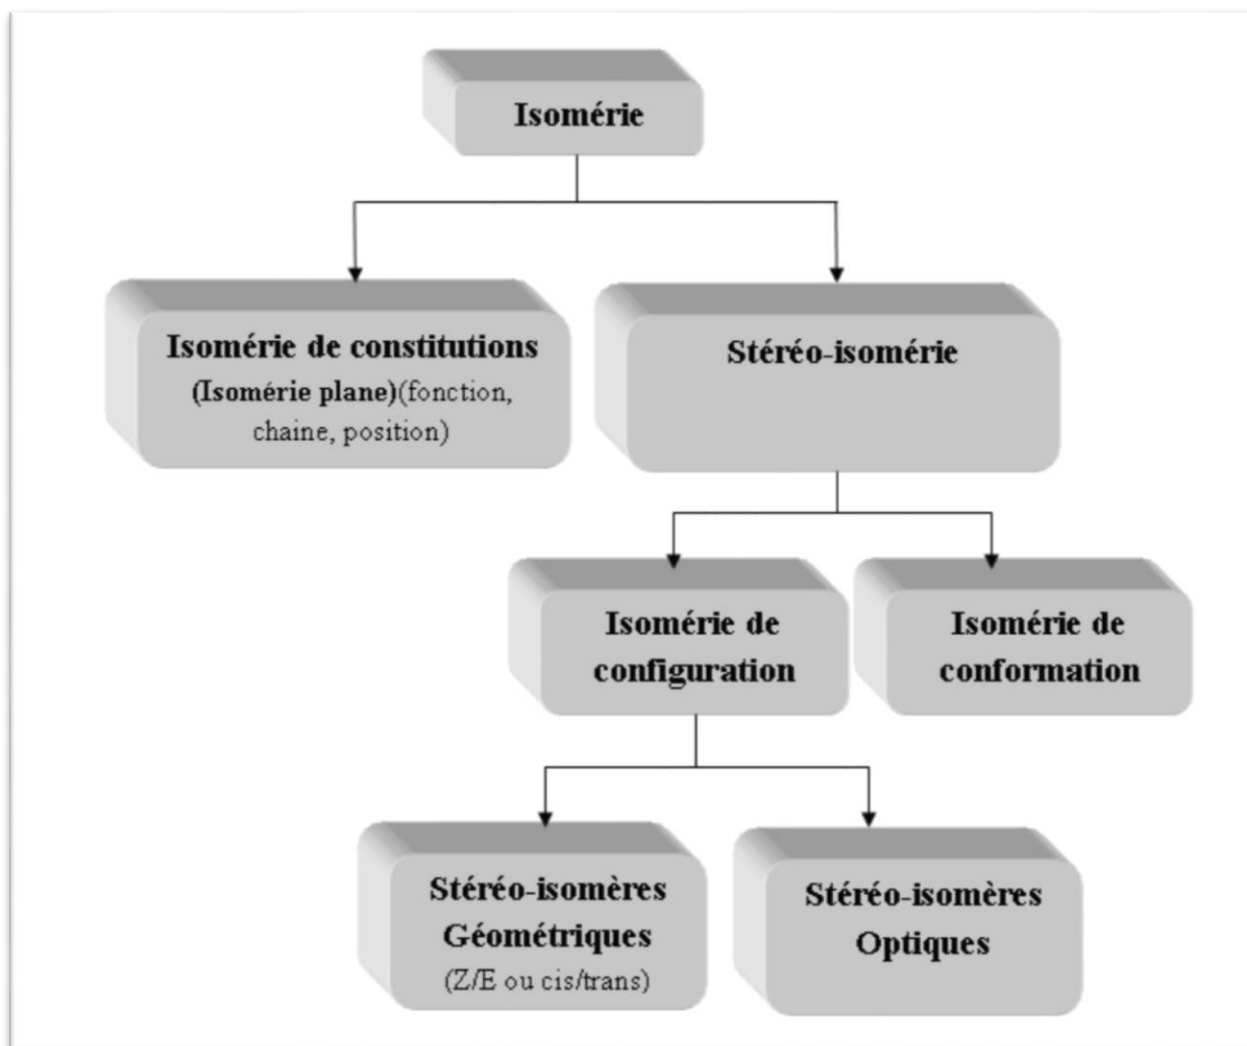 Isomérie
Isomérie de constitutions
(Isomérie plane)(fonction,
chaine, position)
Stéréo-isomérie
Isomérie de
configuration
Isomérie de
conformation
Stéréo-isomères
Géométriques
(Z/E ou cis/trans)
Stéréo-isomères
Optiques